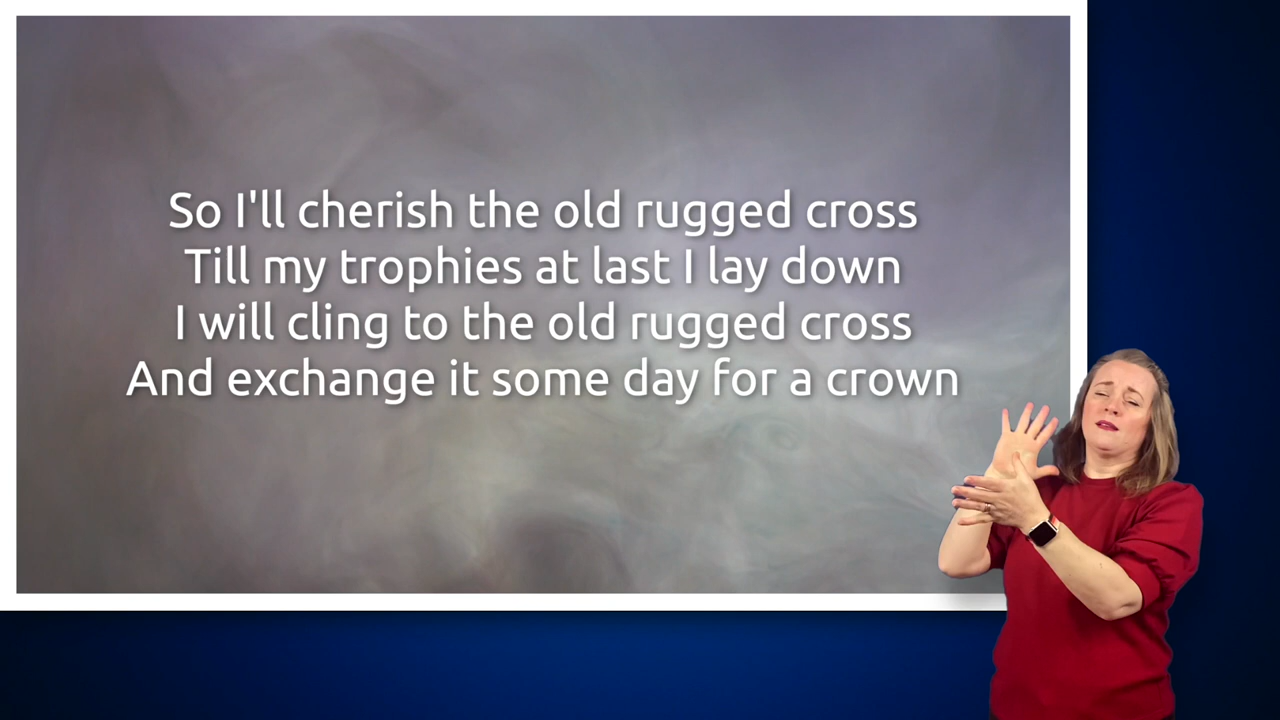 So I'll cherish the old rugged cross
Till my trophies at last I lay down
I will cling to the old rugged cross
And exchange it some day for a crown